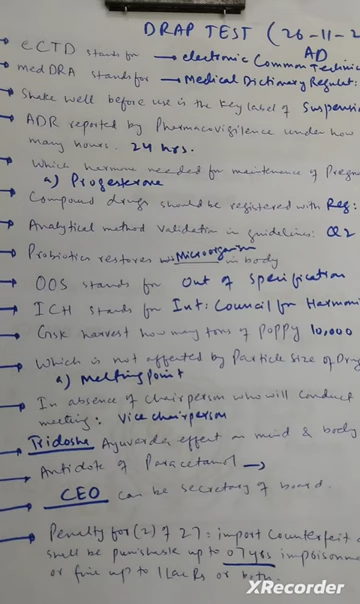 DRAP TEST (26-11-2
AD
eCTD stands for → electronic Common Technic
medDRA stands for → Medical Dictionary Regulat:
Shake well before use is the key label of Suspensi
ADR reported by Pharmacovigilence under how
many hours. 24 hrs.
Which hormone needed for maintenance of Pregn
a) Progesterone
Compound drugs should be registered with Reg:
Analytical method Validation in guidelines: Q2
Probiotics restores Microorganism in body
OOS stands for Out of Specification
ICH stands for Int: Council for Harmoni
GSK harvest how many tons of Poppy 10,000
Which is not affected by Particle Size of Drug
a) Melting point
In absence of Chairperson who will conduct
meeting: Vice chairperson
Tridosha Ayurveda effect on mind & body
Antidote of Paracetamol →
CEO can be secretary of board.
Penalty for (2) of 27: import Counterfeit
shall be punishable up to 07 yrs imprisonme
or fine up to 1 lac Rs or both.
XRecorder